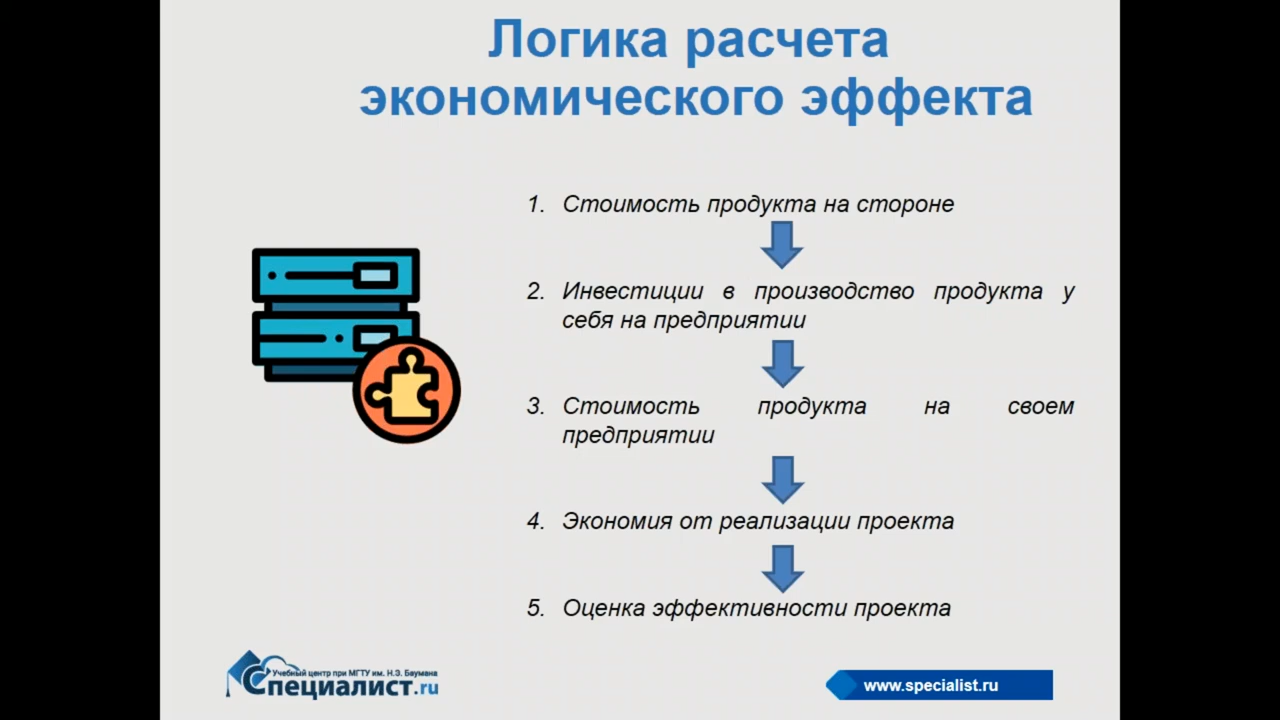 Логика расчета
экономического эффекта
1. Стоимость продукта на стороне
2. Инвестиции в производство продукта у
себя на предприятии
3. Стоимость продукта на своем
предприятии
4. Экономия от реализации проекта
5. Оценка эффективности проекта
Учебный центр при МГТУ им. Н.Э. Баумана
Специалист.ru
www.specialist.ru